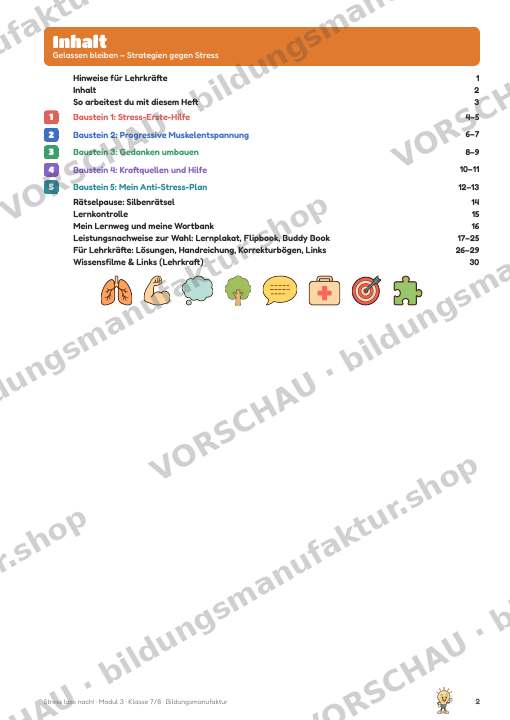 Inhalt
Gelassen bleiben – Strategien gegen Stress
Hinweise für Lehrkräfte 1
Inhalt 2
So arbeitest du mit diesem Heft 3
1 Baustein 1: Stress-Erste-Hilfe 4–5
2 Baustein 2: Progressive Muskelentspannung 6–7
3 Baustein 3: Gedanken umbauen 8–9
4 Baustein 4: Kraftquellen und Hilfe 10–11
5 Baustein 5: Mein Anti-Stress-Plan 12–13
Rätselpause: Silbenrätsel 14
Lernkontrolle 15
Mein Lernweg und meine Wortbank 16
Leistungsnachweise zur Wahl: Lernplakat, Flipbook, Buddy Book 17–25
Für Lehrkräfte: Lösungen, Handreichung, Korrekturbögen, Links 26–29
Wissensfilme & Links (Lehrkraft) 30
VORSCHAU · bildungsmanufaktur.shop
Stress lass nach! · Modul 3 · Klasse 7/8 · Bildungsmanufaktur 2